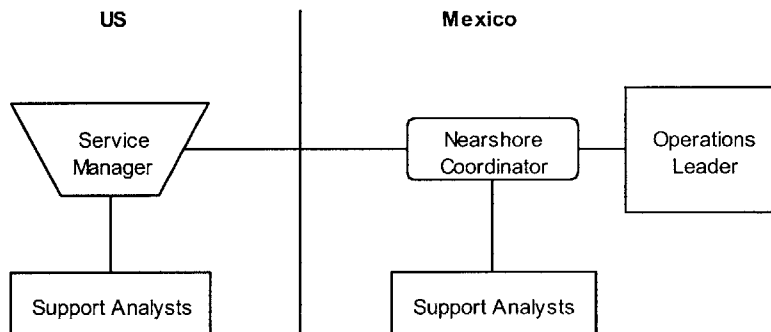 US
Mexico
Service
Manager
Nearshore
Coordinator
Operations
Leader
Support Analysts
Support Analysts